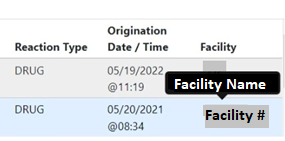 Origination
Reaction Type Date / Time Facility
DRUG 05/19/2022
@11:19
Facility Name
DRUG 05/20/2021 Facility #
@08:34